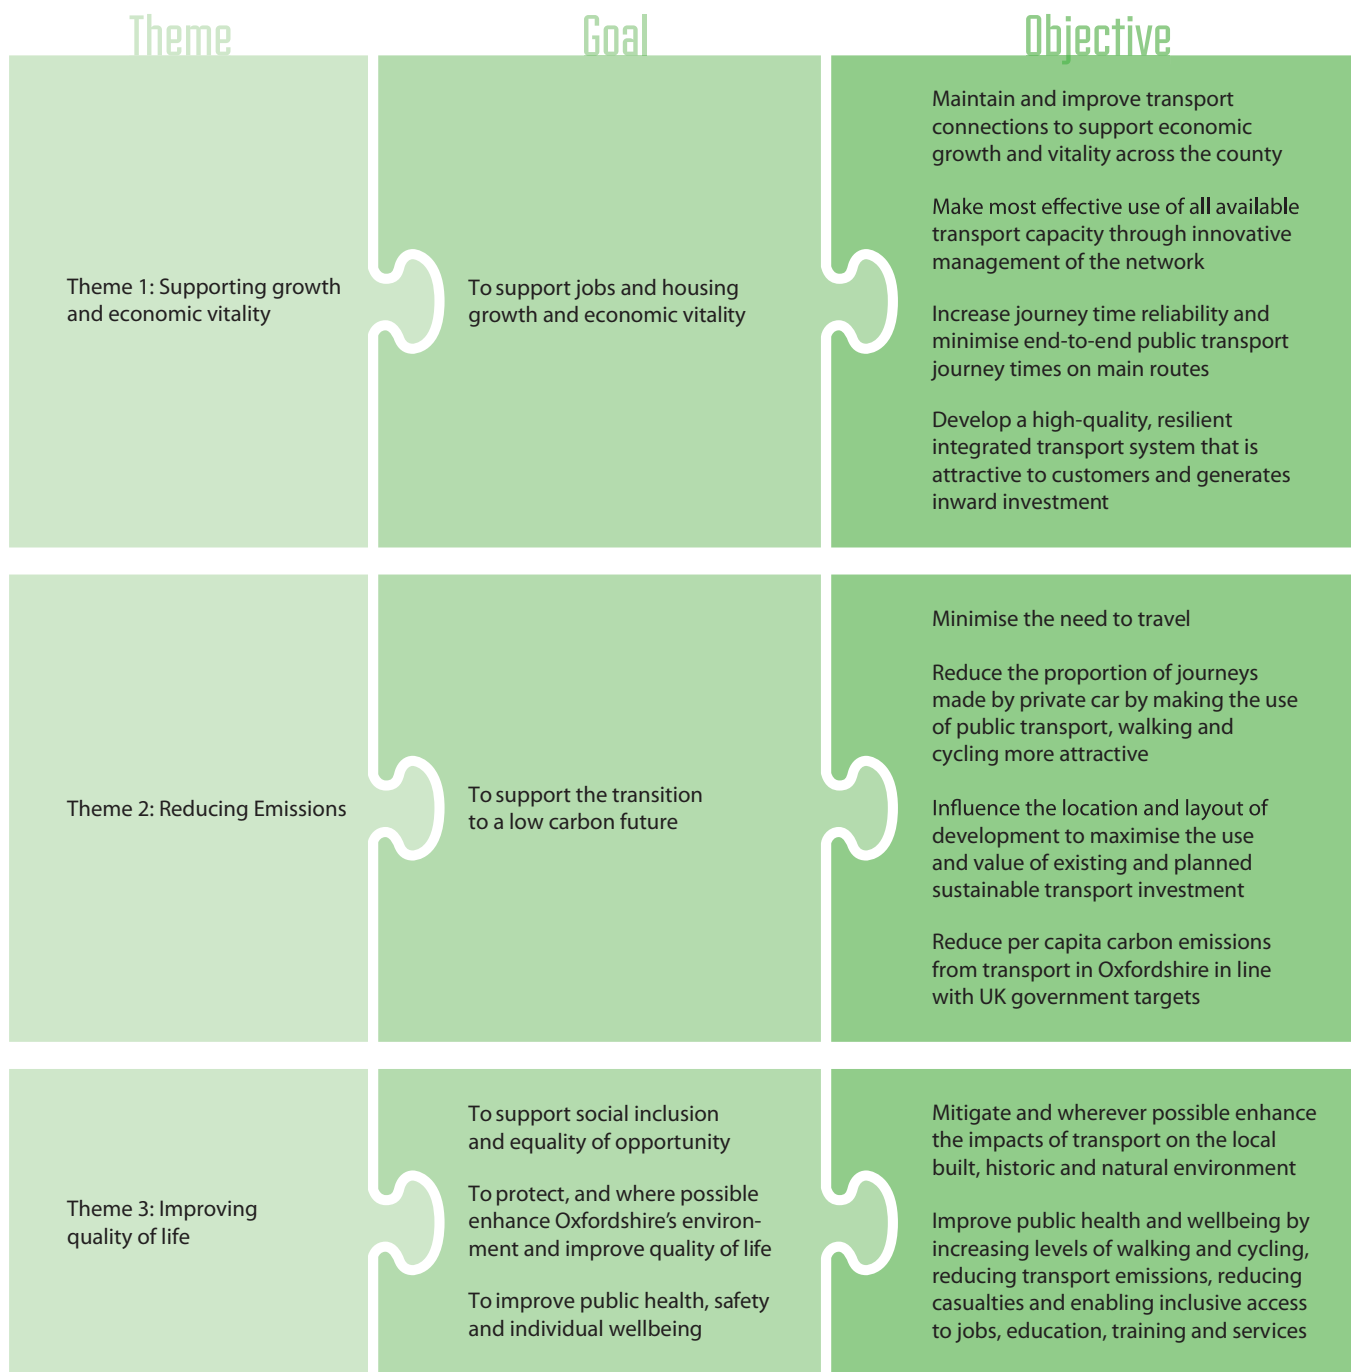 Theme
Goal
Objective
Theme 1: Supporting growth
and economic vitality
To support jobs and housing
growth and economic vitality
Maintain and improve transport
connections to support economic
growth and vitality across the county
Make most effective use of all available
transport capacity through innovative
management of the network
Increase journey time reliability and
minimise end-to-end public transport
journey times on main routes
Develop a high-quality, resilient
integrated transport system that is
attractive to customers and generates
inward investment
Theme 2: Reducing Emissions
To support the transition
to a low carbon future
Minimise the need to travel
Reduce the proportion of journeys
made by private car by making the use
of public transport, walking and
cycling more attractive
Influence the location and layout of
development to maximise the use
and value of existing and planned
sustainable transport investment
Reduce per capita carbon emissions
from transport in Oxfordshire in line
with UK government targets
Theme 3: Improving
quality of life
To support social inclusion
and equality of opportunity
To protect, and where possible
enhance Oxfordshire’s environ-
ment and improve quality of life
To improve public health, safety
and individual wellbeing
Mitigate and wherever possible enhance
the impacts of transport on the local
built, historic and natural environment
Improve public health and wellbeing by
increasing levels of walking and cycling,
reducing transport emissions, reducing
casualties and enabling inclusive access
to jobs, education, training and services